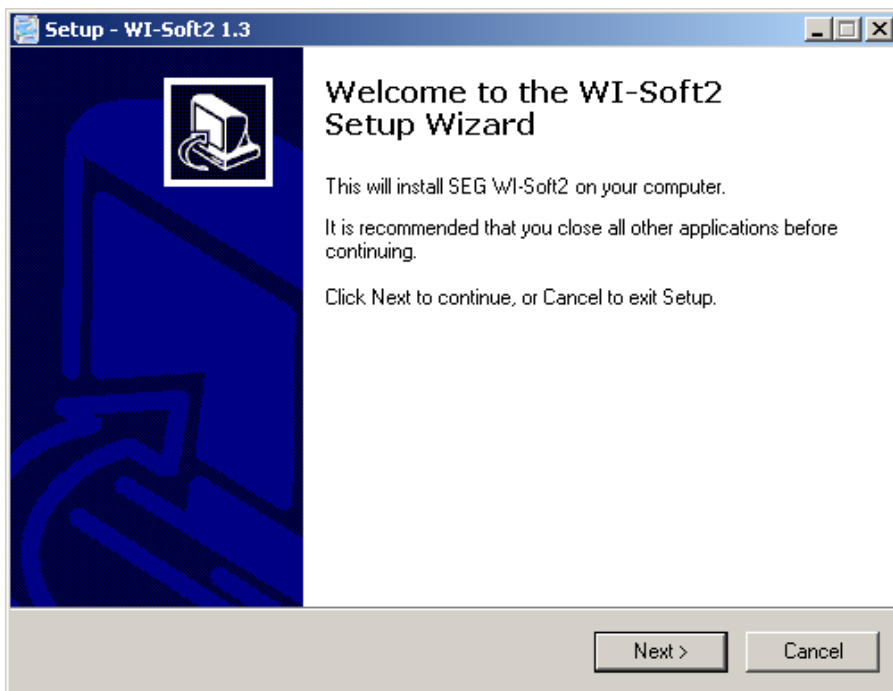 Setup - WI-Soft2 1.3
Welcome to the WI-Soft2
Setup Wizard
This will install SEG WI-Soft2 on your computer.
It is recommended that you close all other applications before
continuing.
Click Next to continue, or Cancel to exit Setup.
Next >
Cancel